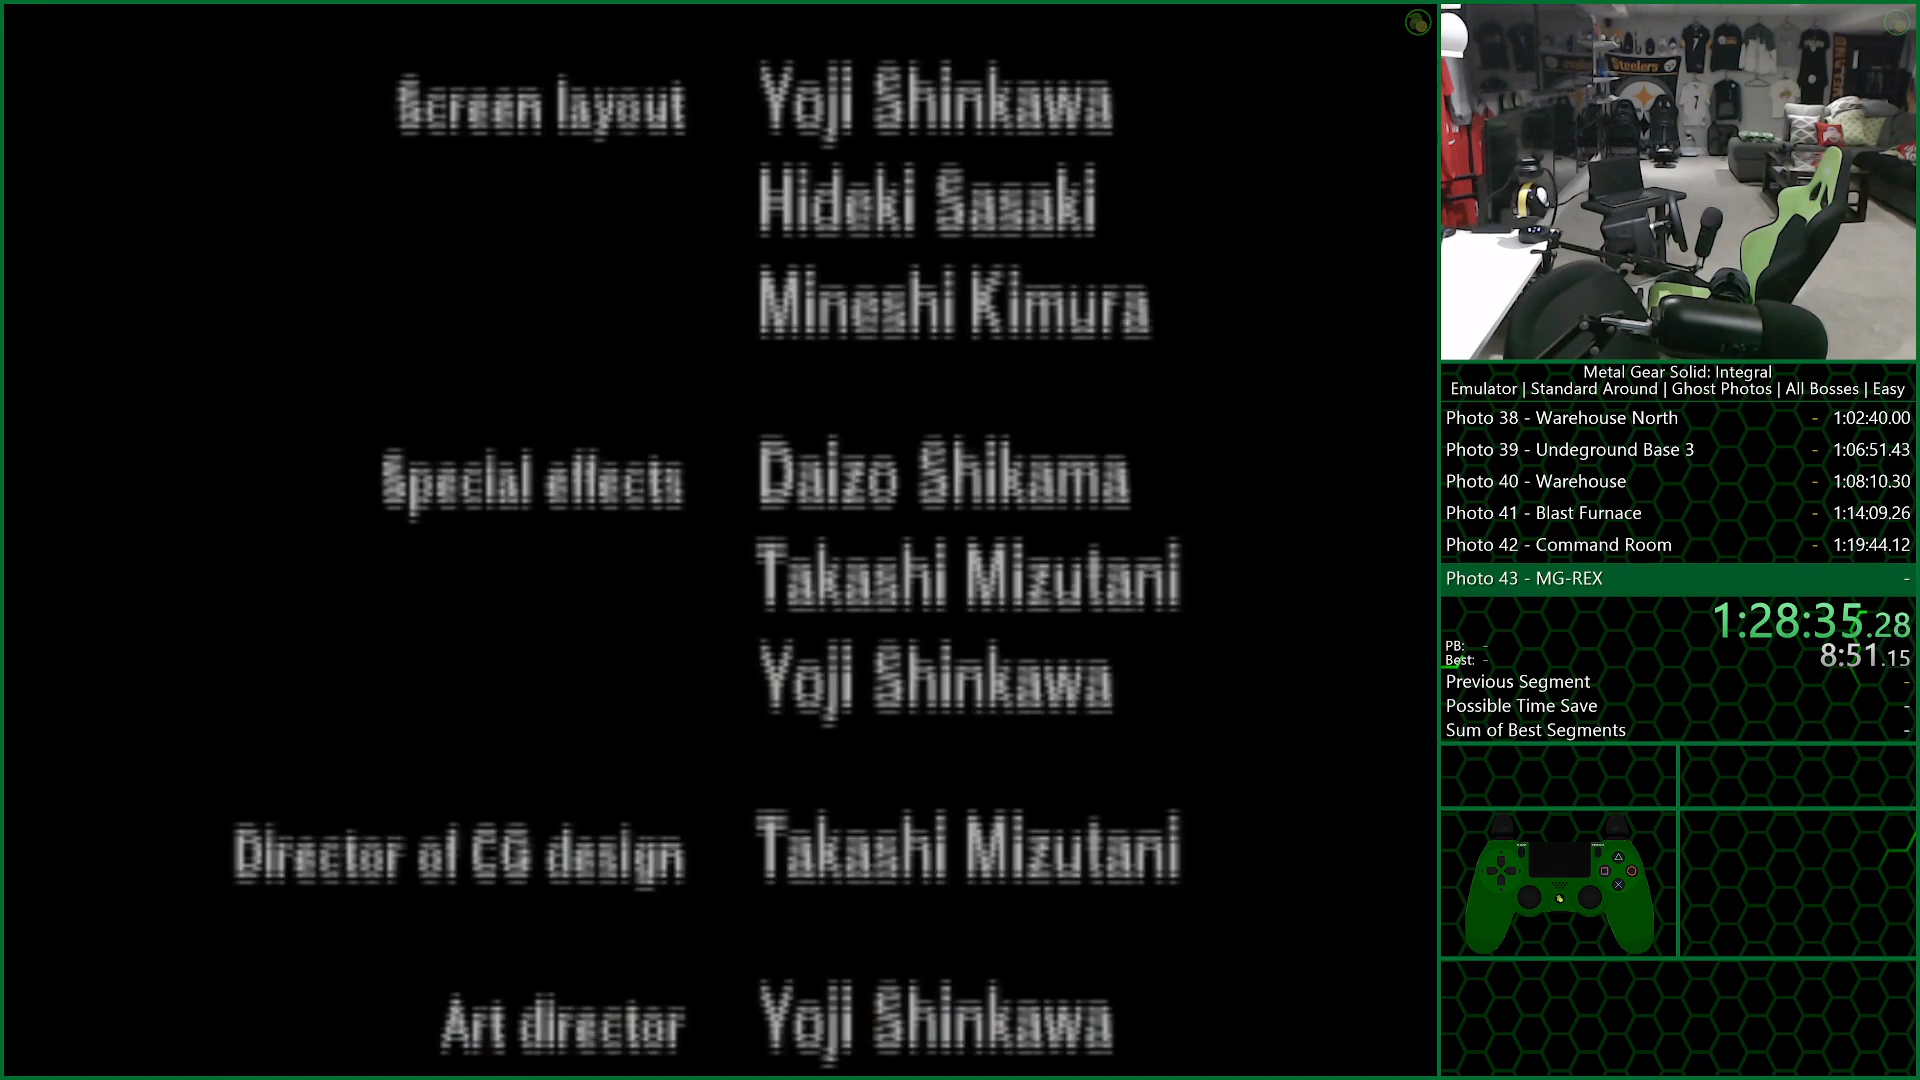 Screen layout Yoji Shinkawa
Hideki Sasaki
Mineshi Kimura
Special effects Daizo Shikama
Takashi Mizutani
Yoji Shinkawa
Director of CG design Takashi Mizutani
Art director Yoji Shinkawa
Steelers
Metal Gear Solid: Integral
Emulator | Standard Around | Ghost Photos | All Bosses | Easy
Photo 38 - Warehouse North - 1:02:40.00
Photo 39 - Undeground Base 3 - 1:06:51.43
Photo 40 - Warehouse - 1:08:10.30
Photo 41 - Blast Furnace - 1:14:09.26
Photo 42 - Command Room - 1:19:44.12
Photo 43 - MG-REX -
1:28:35.28
PB: -
Best: -
8:51.15
Previous Segment -
Possible Time Save -
Sum of Best Segments -